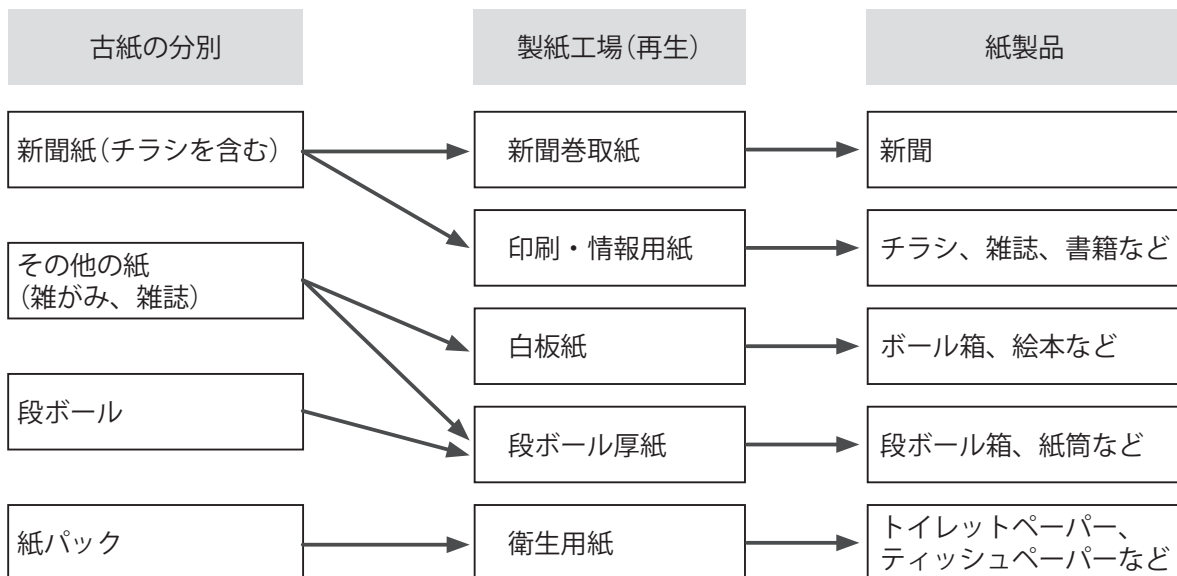 古紙の分別
製紙工場(再生)
紙製品
新聞紙(チラシを含む)
新聞巻取紙
新聞
印刷・情報用紙
チラシ、雑誌、書籍など
その他の紙
(雑がみ、雑誌)
白板紙
ボール箱、絵本など
段ボール
段ボール厚紙
段ボール箱、紙筒など
紙パック
衛生用紙
トイレットペーパー、
ティッシュペーパーなど